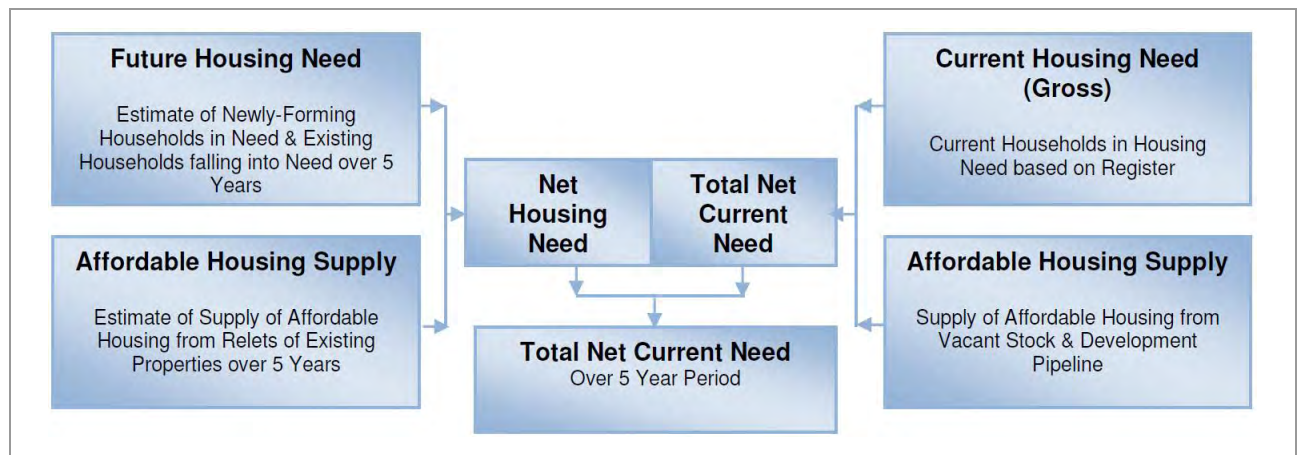 Future Housing Need
Estimate of Newly-Forming
Households in Need & Existing
Households falling into Need over 5
Years
Affordable Housing Supply
Estimate of Supply of Affordable
Housing from Relets of Existing
Properties over 5 Years
Net
Housing
Need
Total Net
Current
Need
Total Net Current Need
Over 5 Year Period
Current Housing Need
(Gross)
Current Households in Housing
Need based on Register
Affordable Housing Supply
Supply of Affordable Housing from
Vacant Stock & Development
Pipeline